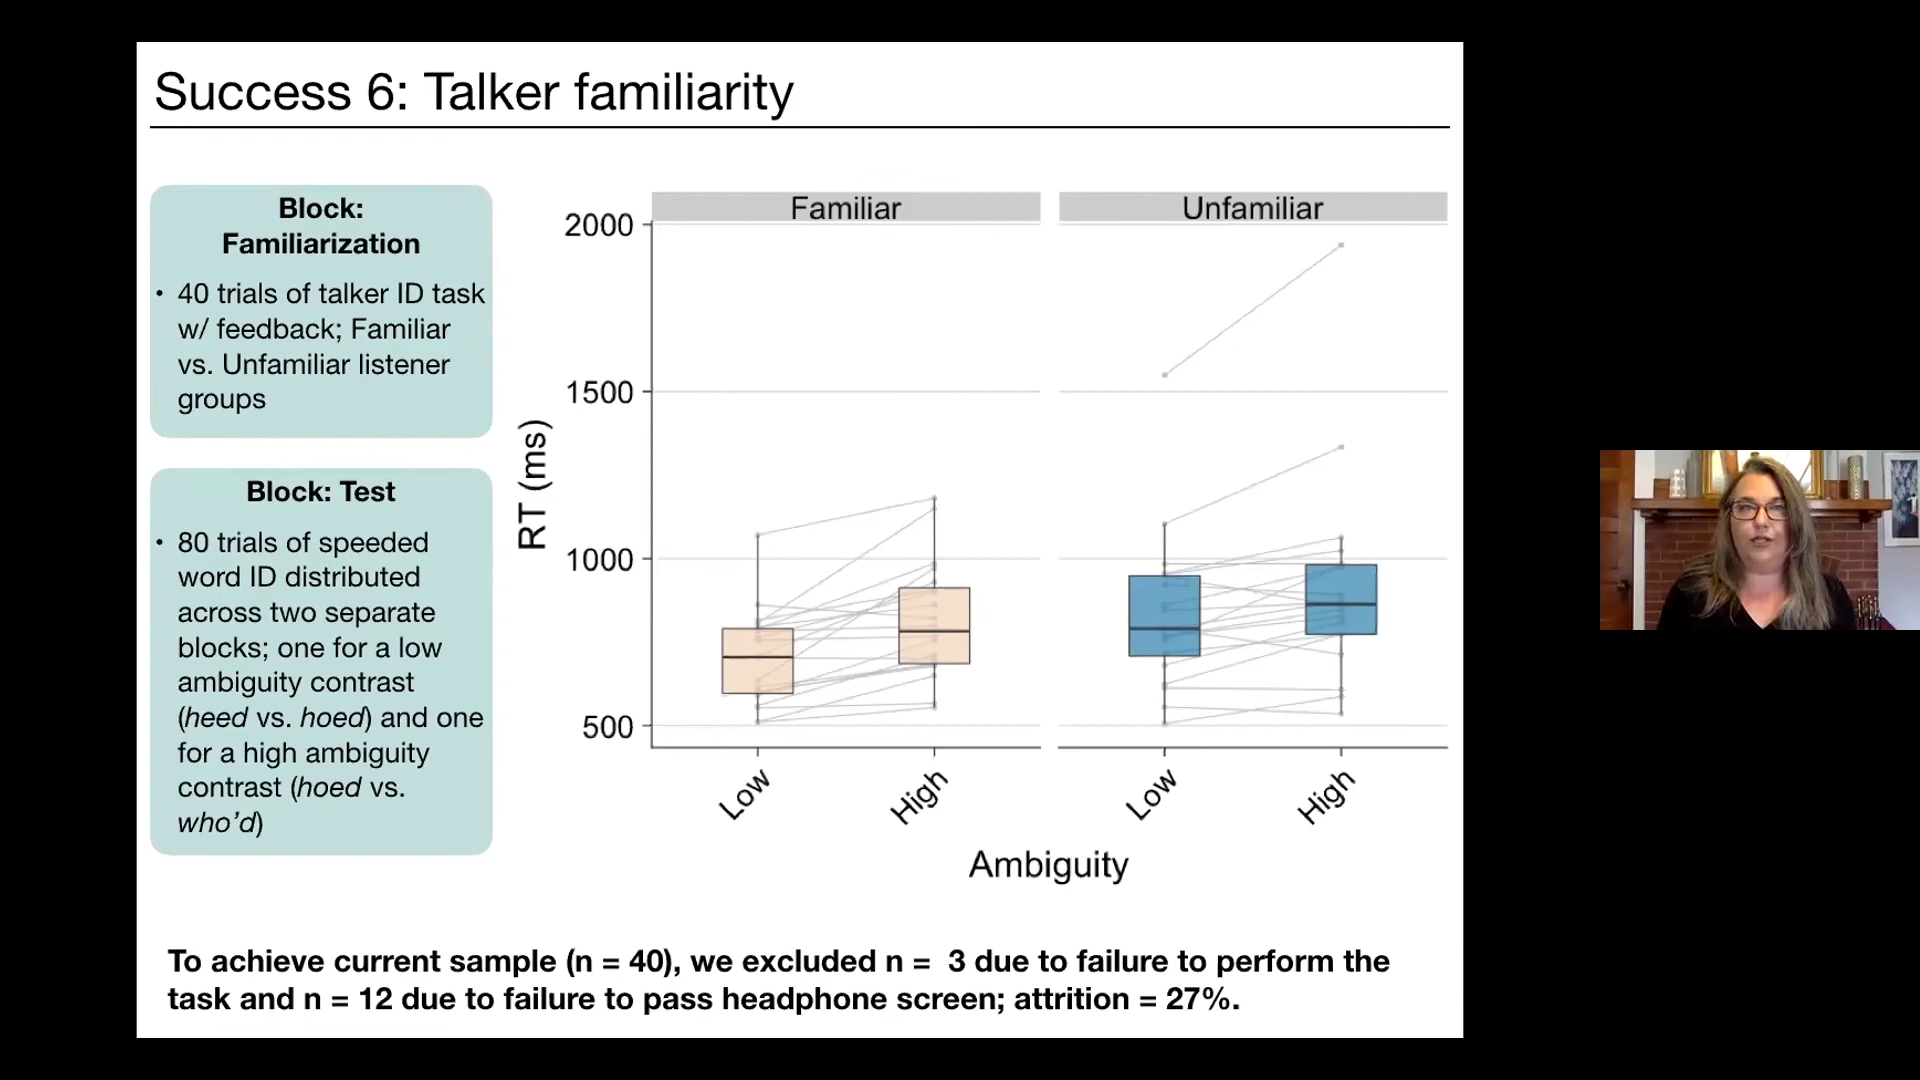 Success 6: Talker familiarity
Block:
Familiarization
• 40 trials of talker ID task
w/ feedback; Familiar
vs. Unfamiliar listener
groups
Block: Test
• 80 trials of speeded
word ID distributed
across two separate
blocks; one for a low
ambiguity contrast
(heed vs. hoed) and one
for a high ambiguity
contrast (hoed vs.
who’d)
Familiar
Unfamiliar
2000
1500
1000
500
RT (ms)
Low
High
Low
High
Ambiguity
To achieve current sample (n = 40), we excluded n =  3 due to failure to perform the
task and n = 12 due to failure to pass headphone screen; attrition = 27%.